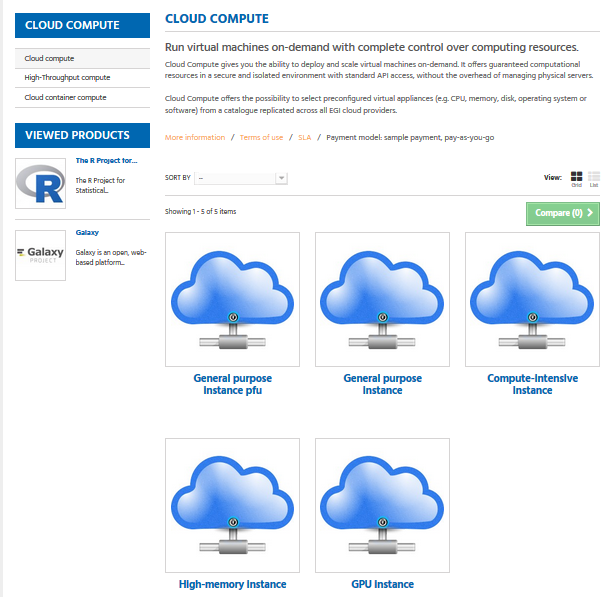 CLOUD COMPUTE
Cloud compute
High-Throughput compute
Cloud container compute
VIEWED PRODUCTS
The R Project for...
The R Project for
Statistical...
R
Galaxy
Galaxy is an open, web-
based platform...
Galaxy
PROJECT
CLOUD COMPUTE
Run virtual machines on-demand with complete control over computing resources.
Cloud Compute gives you the ability to deploy and scale virtual machines on-demand. It offers guaranteed computational
resources in a secure and isolated environment with standard API access, without the overhead of managing physical servers.
Cloud Compute offers the possibility to select preconfigured virtual appliances (e.g. CPU, memory, disk, operating system or
software) from a catalogue replicated across all EGI cloud providers.
More information / Terms of use / SLA / Payment model: sample payment, pay-as-you-go
SORT BY --
View:
Grid
List
Showing 1 - 5 of 5 items
Compare (0)
General purpose
instance pfu
General purpose
instance
Compute-intensive
instance
High-memory instance
GPU instance